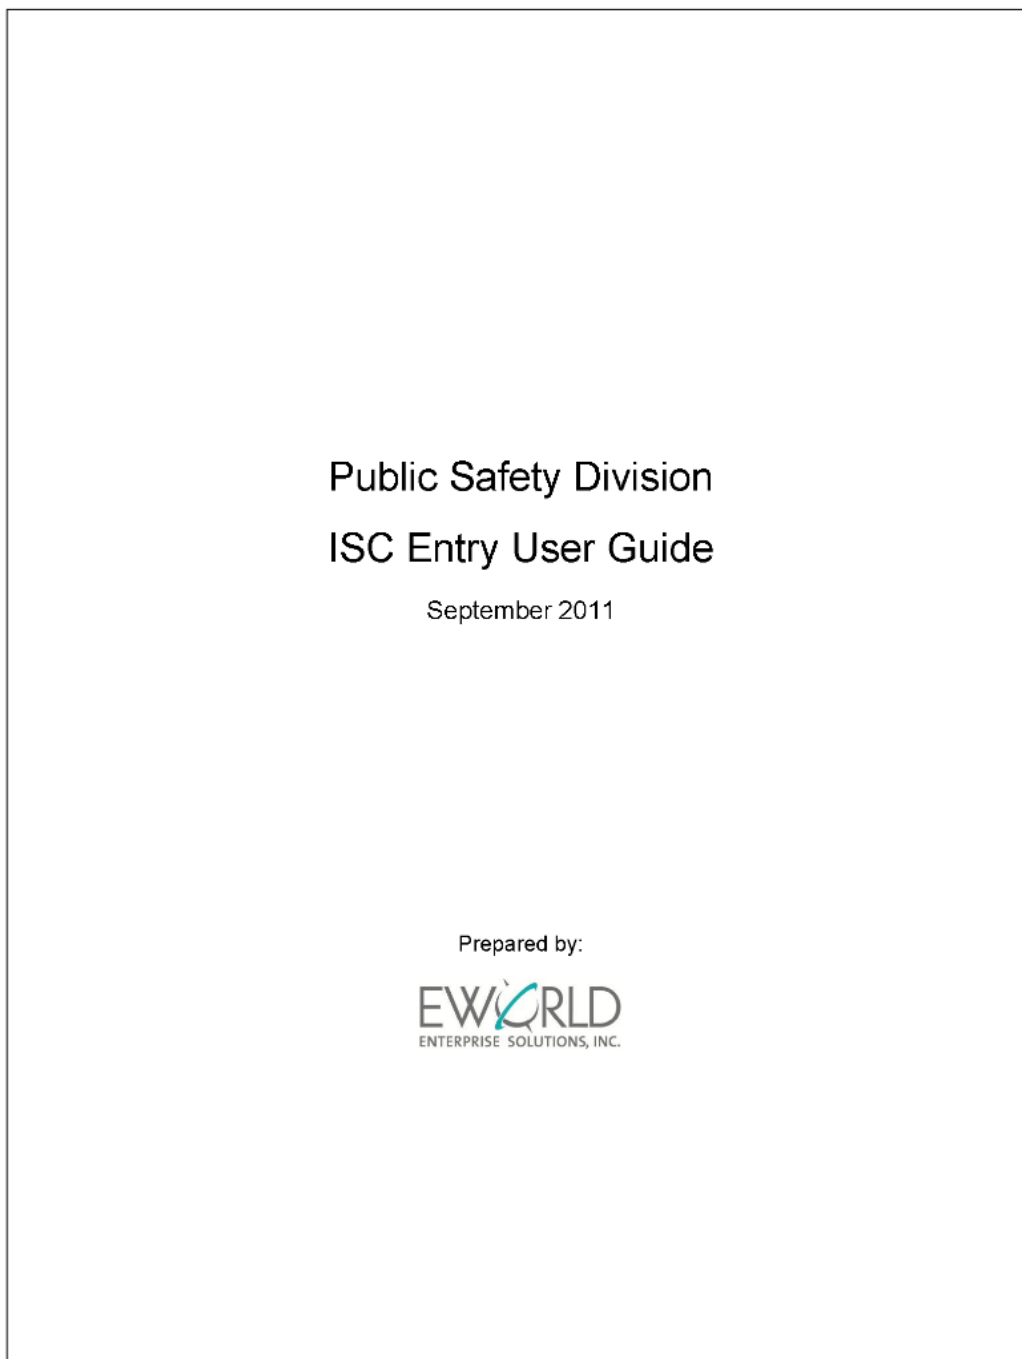 Public Safety Division
ISC Entry User Guide
September 2011
Prepared by:
EWORLD
ENTERPRISE SOLUTIONS, INC.